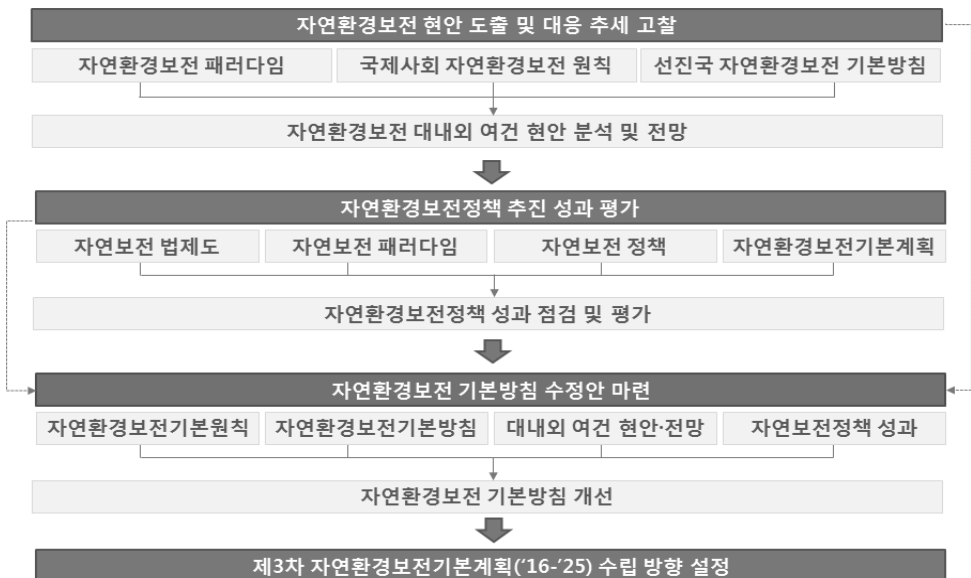 자연환경보전 현안 도출 및 대응 추세 고찰
자연환경보전 패러다임 국제사회 자연환경보전 원칙 선진국 자연환경보전 기본방침
자연환경보전 대내외 여건 현안 분석 및 전망
자연환경보전정책 추진 성과 평가
자연보전 법제도 자연보전 패러다임 자연보전 정책 자연환경보전기본계획
자연환경보전정책 성과 점검 및 평가
자연환경보전 기본방침 수정안 마련
자연환경보전기본원칙 자연환경보전기본방침 대내외 여건 현안·전망 자연보전정책 성과
자연환경보전 기본방침 개선
제3차 자연환경보전기본계획(’16-’25) 수립 방향 설정